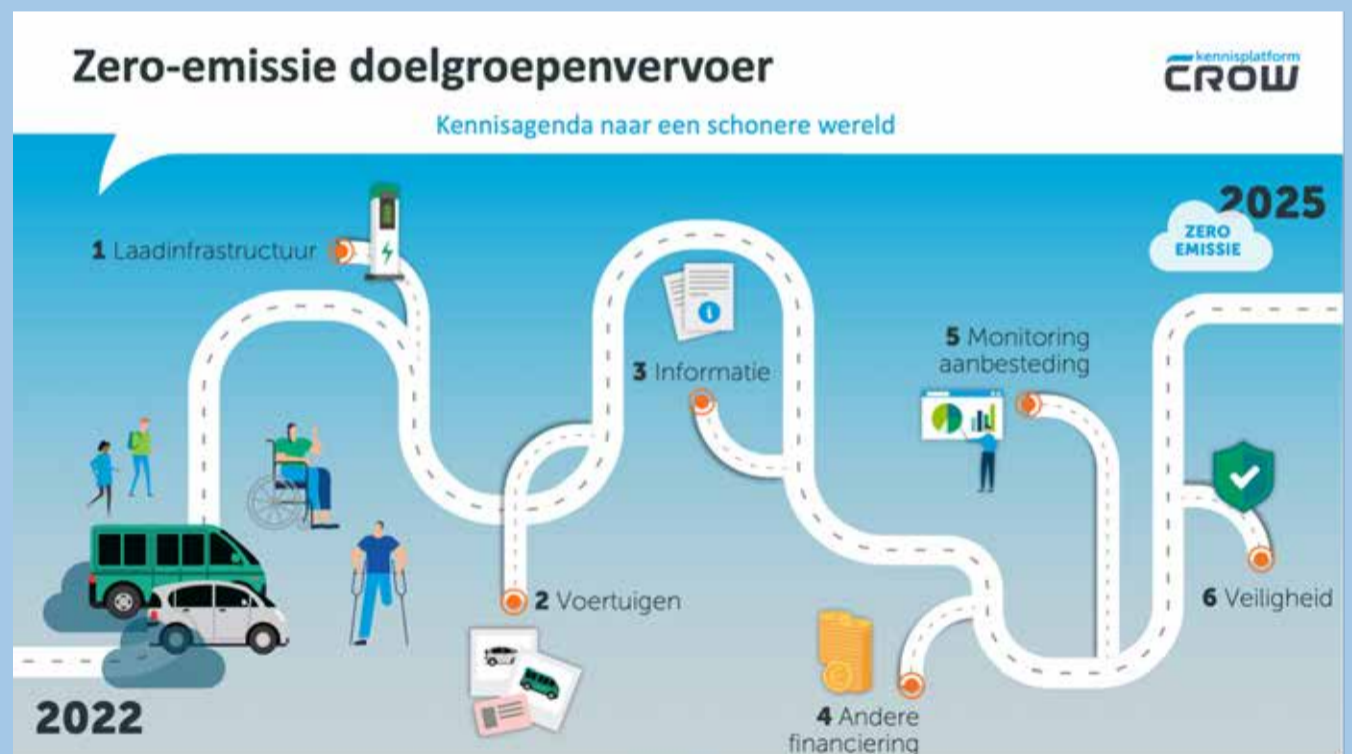 Zero-emissie doelgroepenvervoer
kennisplatform
CROW
Kennisagenda naar een schonere wereld
2025
ZERO
EMISSIE
1 Laadinfrastructuur
5 Monitoring
aanbesteding
3 Informatie
2 Voertuigen
6 Veiligheid
2022
4 Andere
financiering